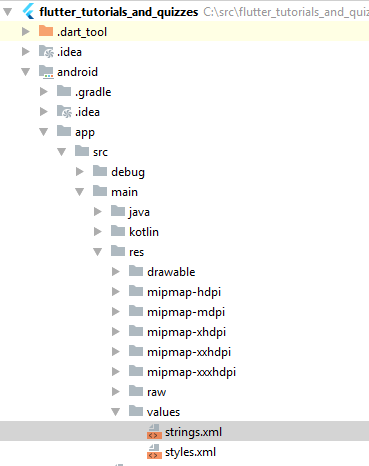 flutter_tutorials_and_quizzes C:\src\flutter_tutorials_and_qui
.dart_tool
.idea
android
.gradle
.idea
app
src
debug
main
java
kotlin
res
drawable
mipmap-hdpi
mipmap-mdpi
mipmap-xhdpi
mipmap-xxhdpi
mipmap-xxxhdpi
raw
values
strings.xml
styles.xml